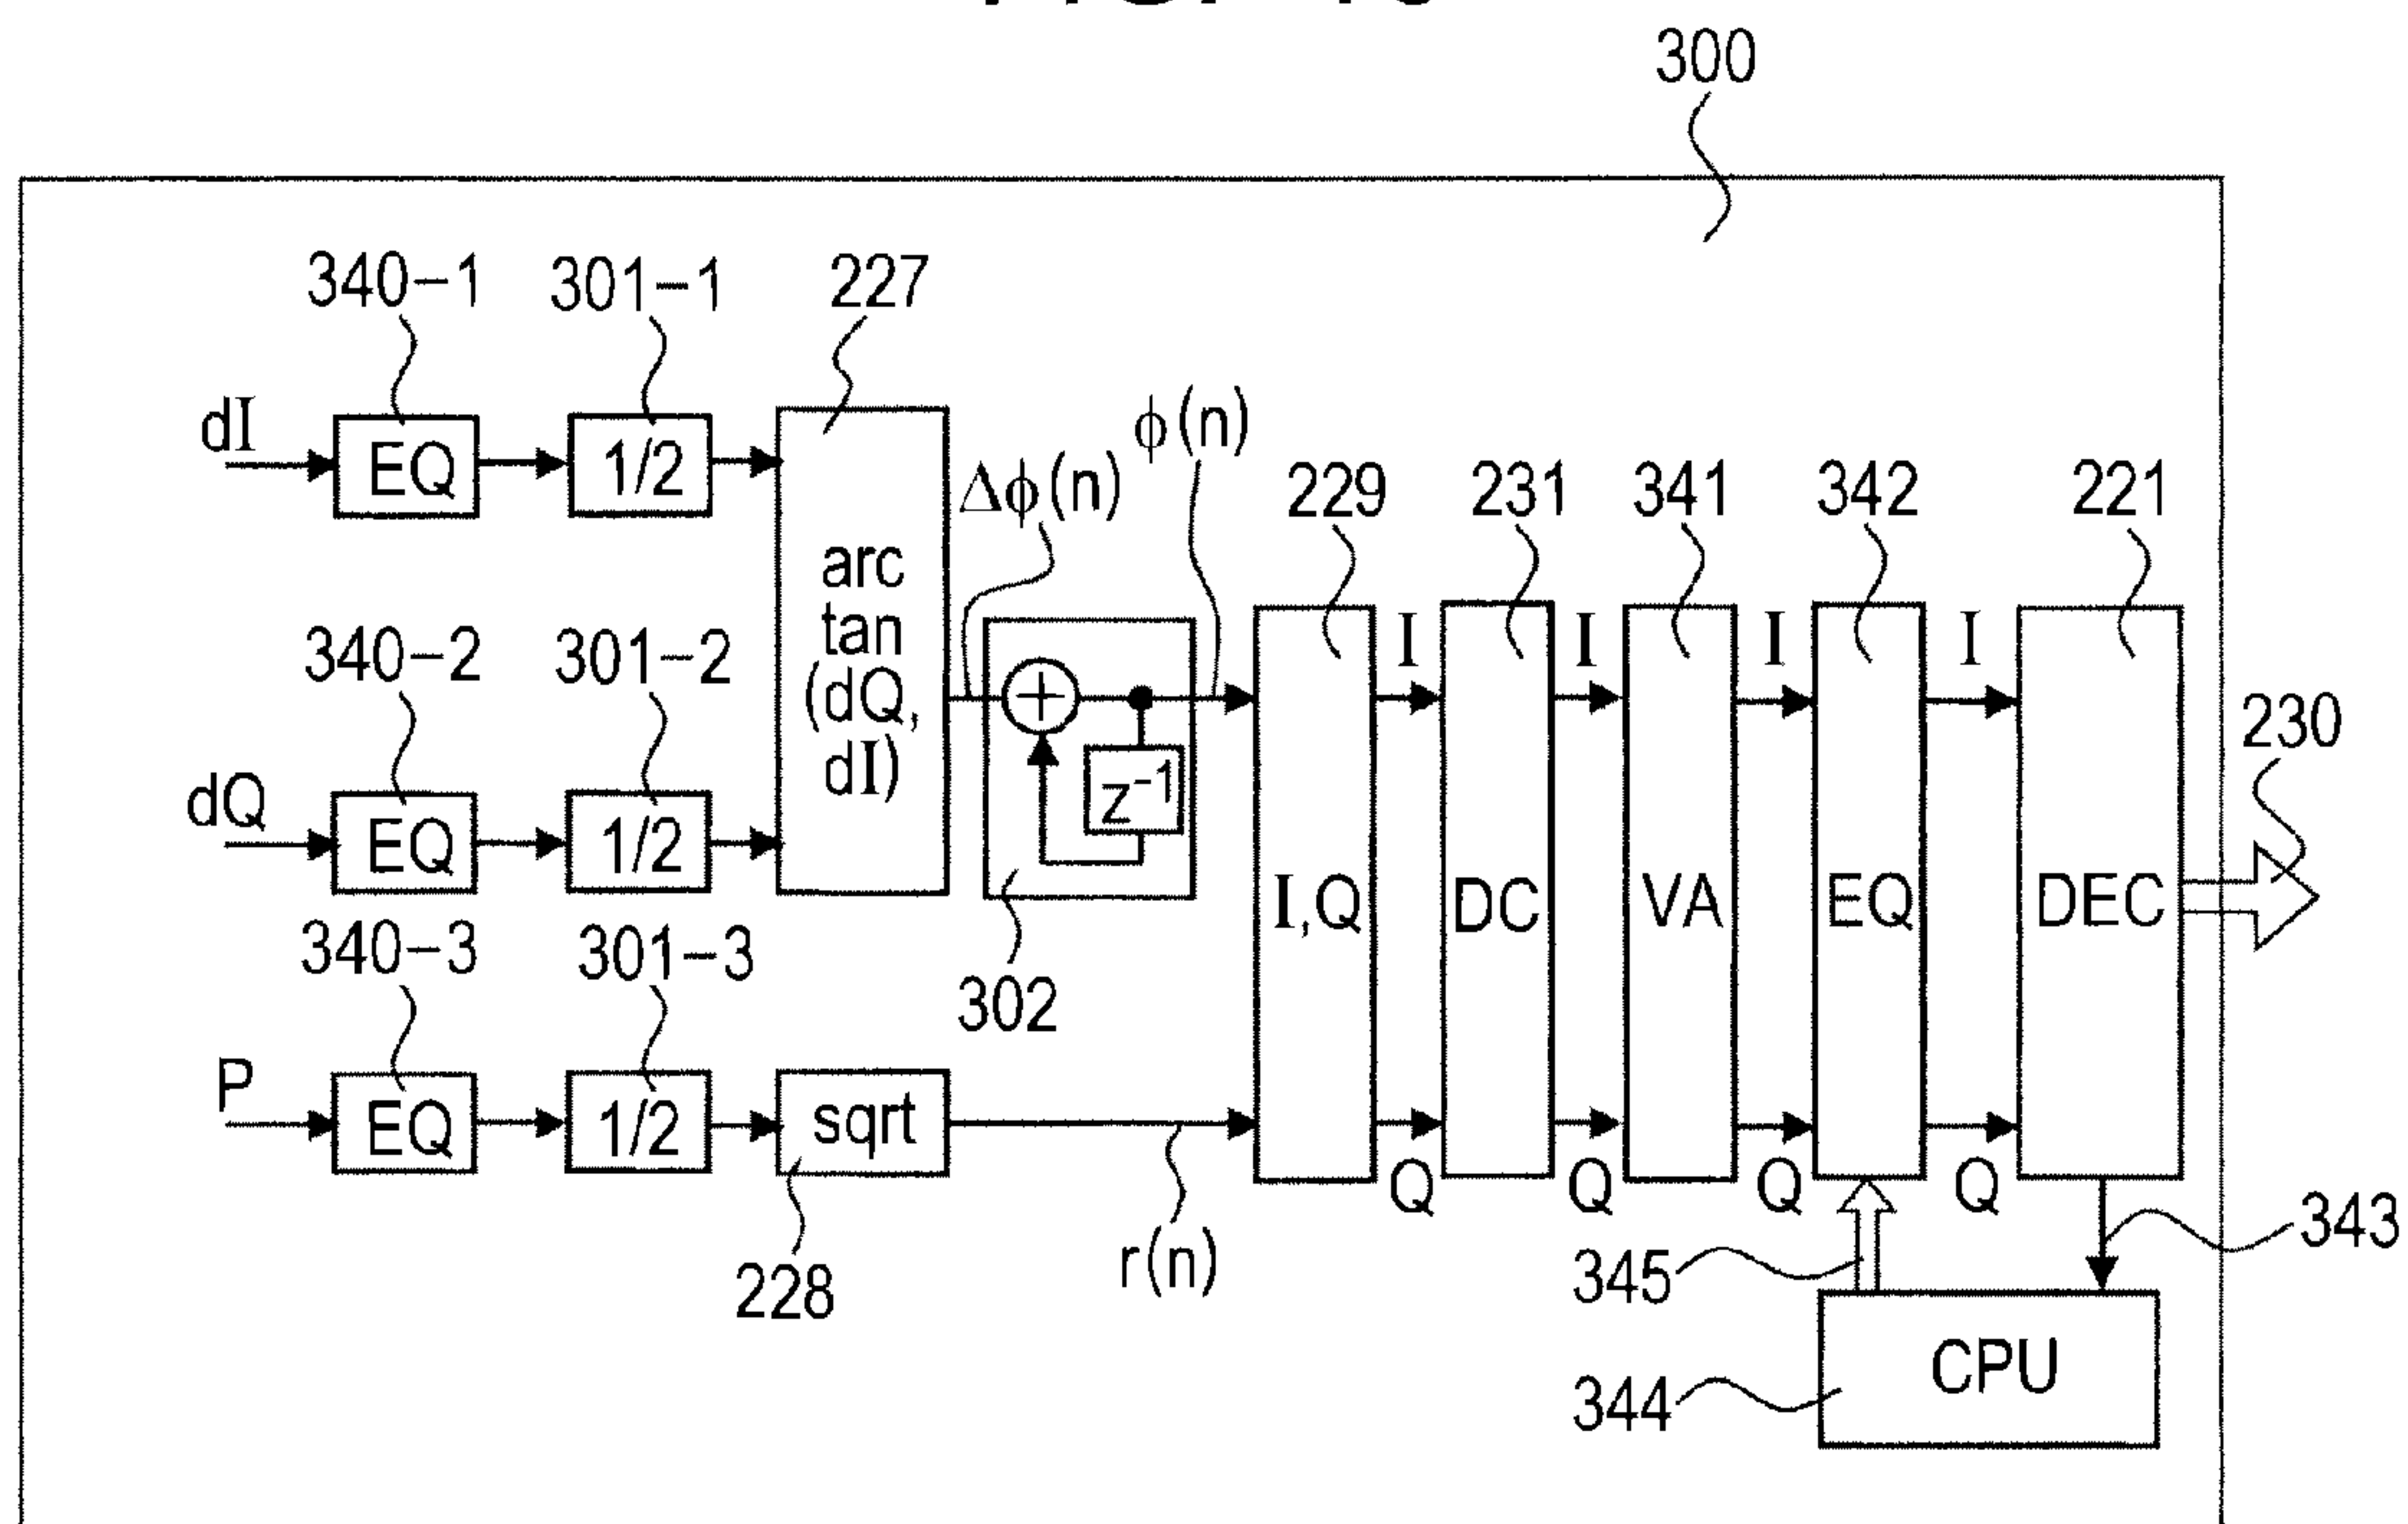 300
340-1 301-1 227
dI EQ 1/2
φ(n)
Δφ(n) 229 231 341 342 221
arc
tan
(dQ,
dI)
340-2 301-2
I I I I
230
dQ EQ 1/2
z⁻¹
I,Q DC VA EQ DEC
340-3 301-3
302
P EQ 1/2 sqrt
Q Q Q Q
343
r(n)
345
228
CPU
344